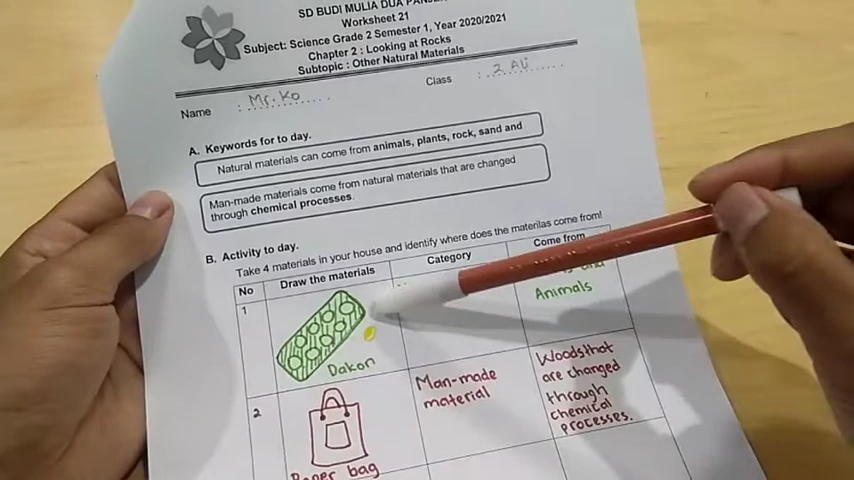 SD BUDI MULIA DUA
Worksheet 21
Subject: Science Grade 2 Semester 1, Year 2020/2021
Chapter 2 : Looking at Rocks
Subtopic : Other Natural Materials
Name : Mr. Ko
Class : 2 Ali
A. Keywords for to day.
Natural materials can come from animals, plants, rock, sand and
Man-made materials come from natural materials that are changed
through chemical processes.
B. Activity to day.
Take 4 materials in your house and identify where does the materilas come from!
No Draw the materials Category Come from
1
and
Animals
Dakon
2
Man-made
material
Woods that
are changed
through
chemical
processes.
Paper bag